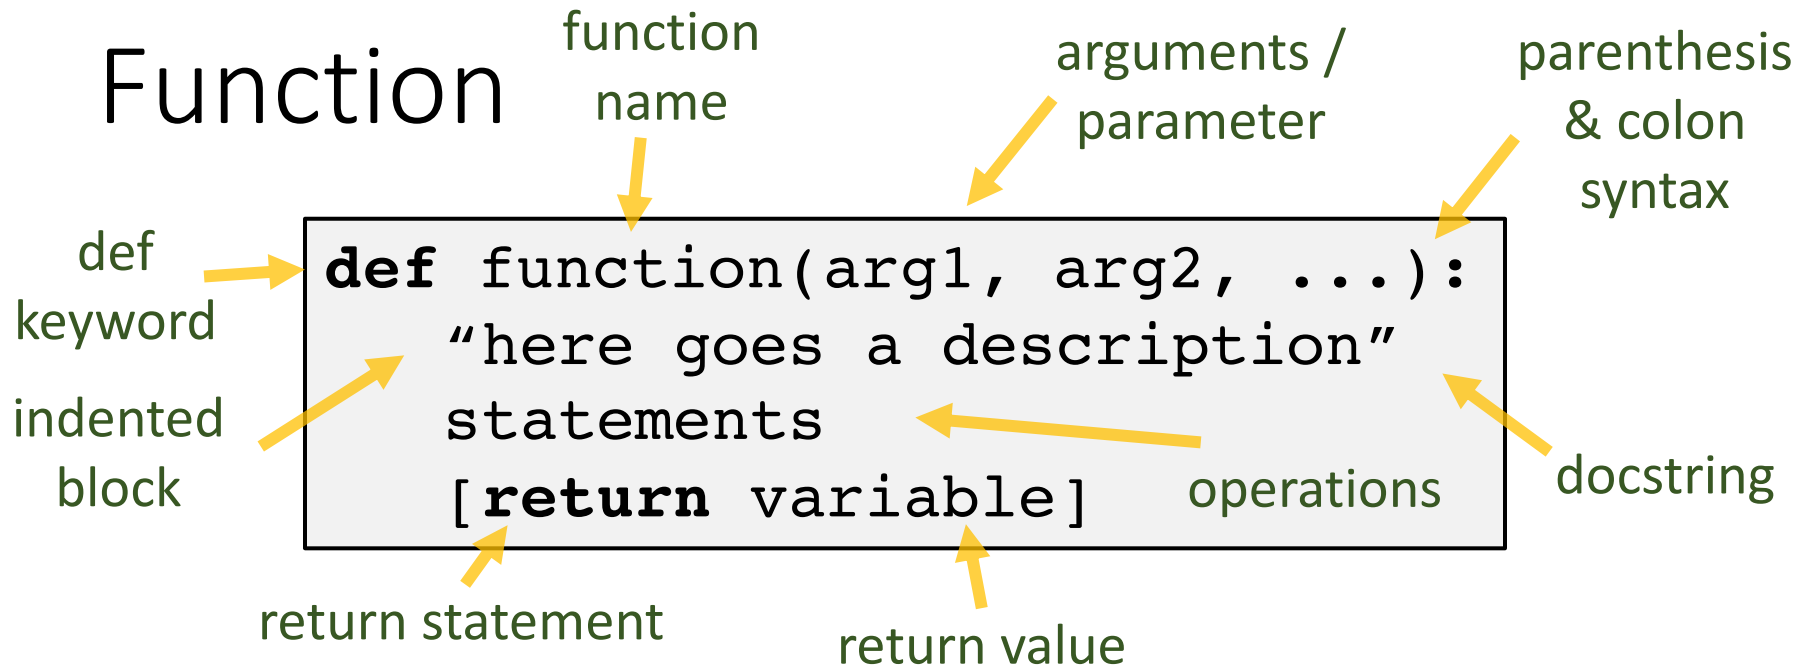 Function
function
name
arguments /
parameter
parenthesis
& colon
syntax
def
keyword
def function(arg1, arg2, ...):
“here goes a description”
statements
[return variable]
indented
block
operations
docstring
return statement
return value